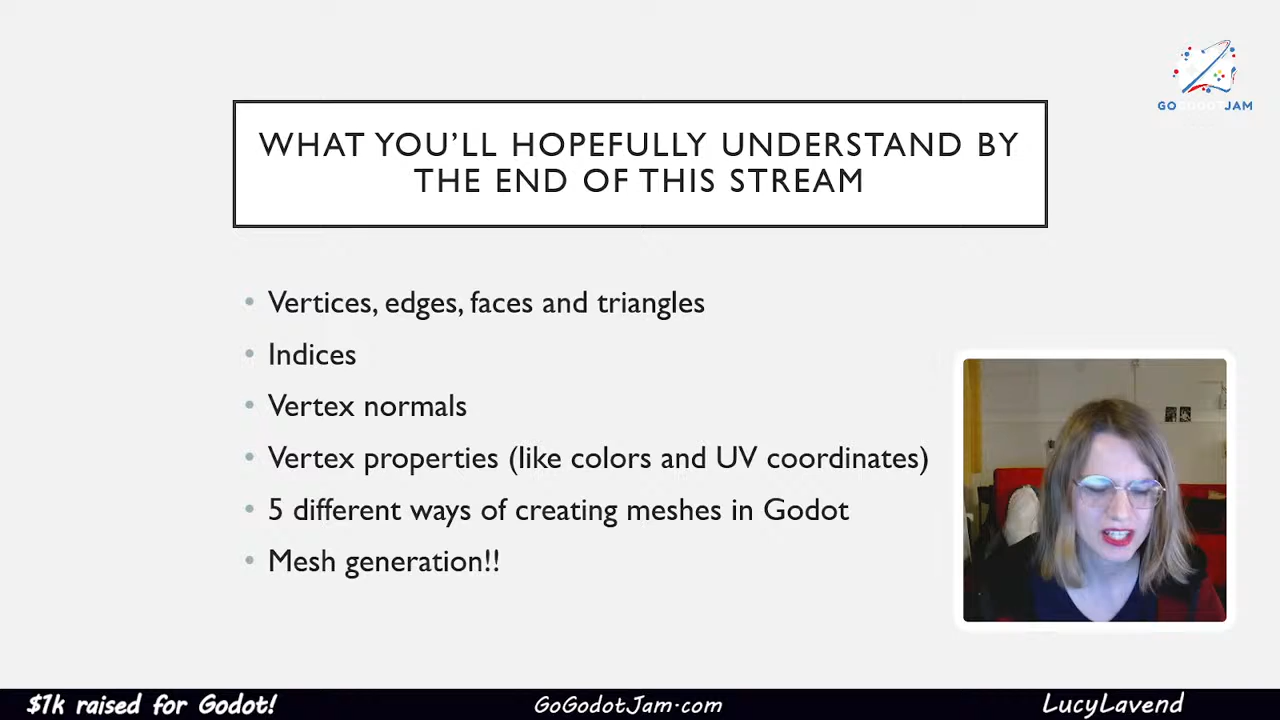 GOGODOTJAM
WHAT YOU'LL HOPEFULLY UNDERSTAND BY
THE END OF THIS STREAM
• Vertices, edges, faces and triangles
• Indices
• Vertex normals
• Vertex properties (like colors and UV coordinates)
• 5 different ways of creating meshes in Godot
• Mesh generation!!
$1k raised for Godot!
GoGodotJam.com
LucyLavend